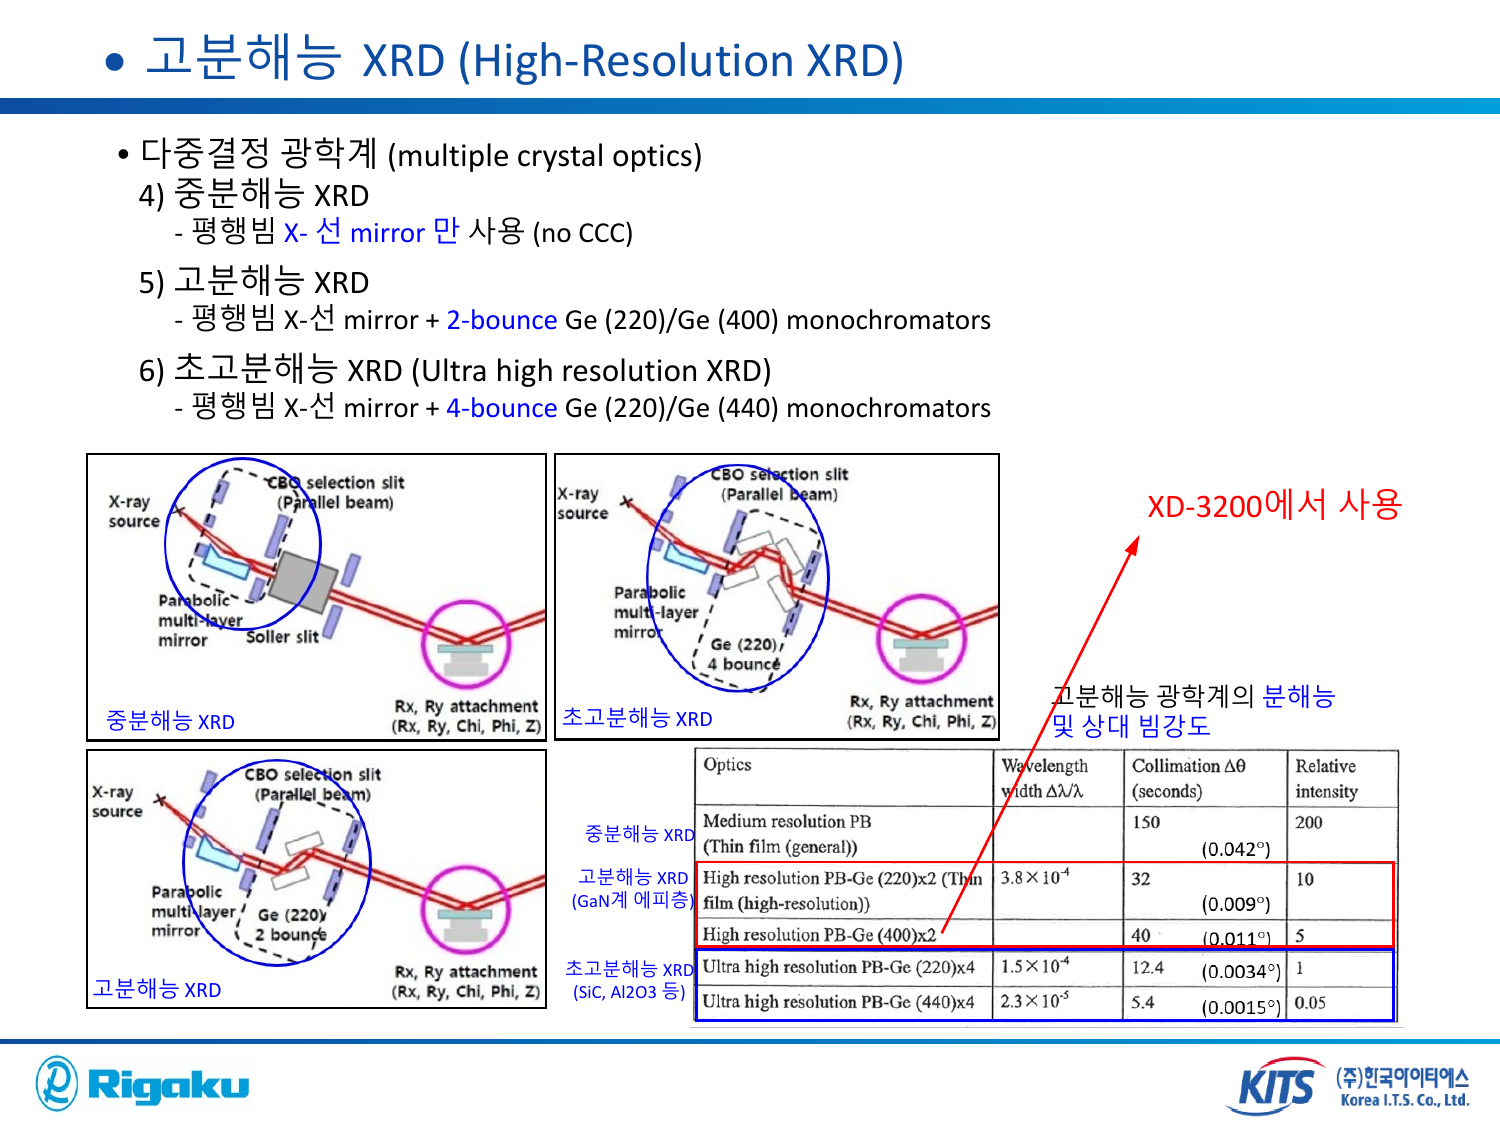 • 고분해능 XRD (High-Resolution XRD)
• 다중결정 광학계 (multiple crystal optics)
4) 중분해능 XRD
- 평행빔 X- 선 mirror 만 사용 (no CCC)
5) 고분해능 XRD
- 평행빔 X-선 mirror + 2-bounce Ge (220)/Ge (400) monochromators
6) 초고분해능 XRD (Ultra high resolution XRD)
- 평행빔 X-선 mirror + 4-bounce Ge (220)/Ge (440) monochromators
CBO selection slit
(Parallel beam)
X-ray
source
Parabolic
multi-layer
mirror
Soller slit
Rx, Ry attachment
(Rx, Ry, Chi, Phi, Z)
중분해능 XRD
CBO selection slit
(Parallel beam)
X-ray
source
Parabolic
multi-layer
mirror
Ge (220)
4 bounce
Rx, Ry attachment
(Rx, Ry, Chi, Phi, Z)
초고분해능 XRD
XD-3200에서 사용
고분해능 광학계의 분해능
및 상대 빔강도
CBO selection slit
(Parallel beam)
X-ray
source
Parabolic
multi-layer
mirror
Ge (220)
2 bounce
Rx, Ry attachment
(Rx, Ry, Chi, Phi, Z)
고분해능 XRD
Optics
Wavelength
width Δλ/λ
Collimation Δθ
(seconds)
Relative
intensity
중분해능 XRD
Medium resolution PB
(Thin film (general))
150
(0.042°)
200
고분해능 XRD
(GaN계 에피층)
High resolution PB-Ge (220)x2 (Thin
film (high-resolution))
3.8×10⁻⁴
32
(0.009°)
10
High resolution PB-Ge (400)x2
40
(0.011°)
5
초고분해능 XRD
(SiC, Al2O3 등)
Ultra high resolution PB-Ge (220)x4
1.5×10⁻⁴
12.4
(0.0034°)
1
Ultra high resolution PB-Ge (440)x4
2.3×10⁻⁵
5.4
(0.0015°)
0.05
Rigaku
KITS
(주)한국아이티에스
Korea I.T.S. Co., Ltd.